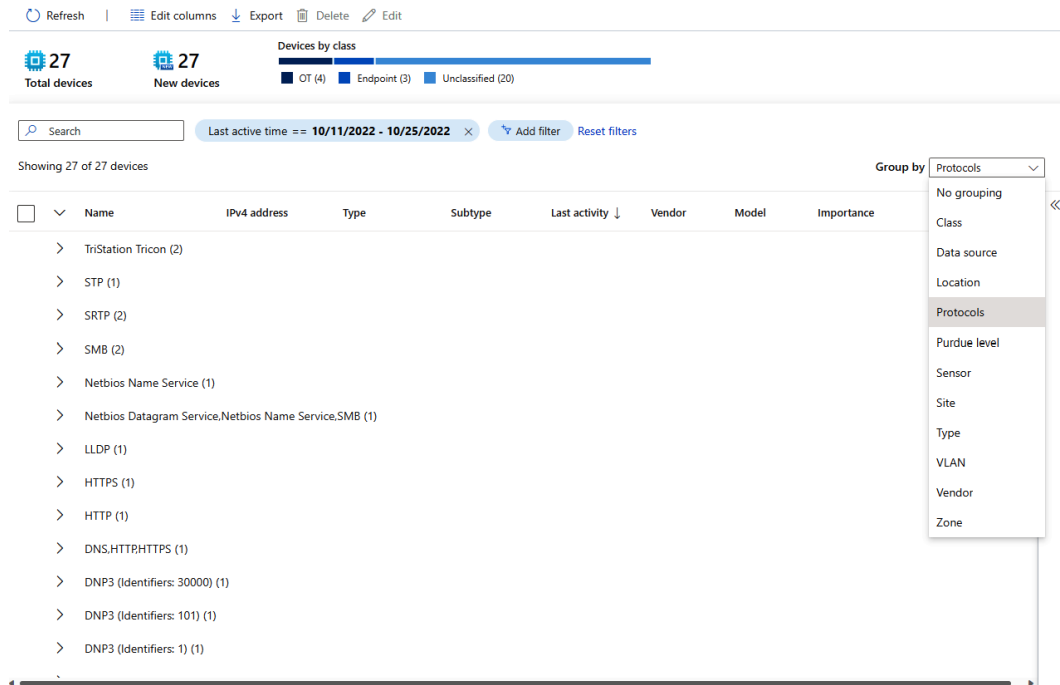 Refresh | Edit columns Export Delete Edit
Devices by class
27 27
Total devices New devices
OT (4) Endpoint (3) Unclassified (20)
Search Last active time == 10/11/2022 - 10/25/2022 Add filter Reset filters
Showing 27 of 27 devices
Group by Protocols
No grouping
Class
Data source
Location
Protocols
Purdue level
Sensor
Site
Type
VLAN
Vendor
Zone
Name IPv4 address Type Subtype Last activity ↓ Vendor Model Importance
TriStation Tricon (2)
STP (1)
SRTP (2)
SMB (2)
Netbios Name Service (1)
Netbios Datagram Service,Netbios Name Service,SMB (1)
LLDP (1)
HTTPS (1)
HTTP (1)
DNS,HTTP,HTTPS (1)
DNP3 (Identifiers: 30000) (1)
DNP3 (Identifiers: 101) (1)
DNP3 (Identifiers: 1) (1)